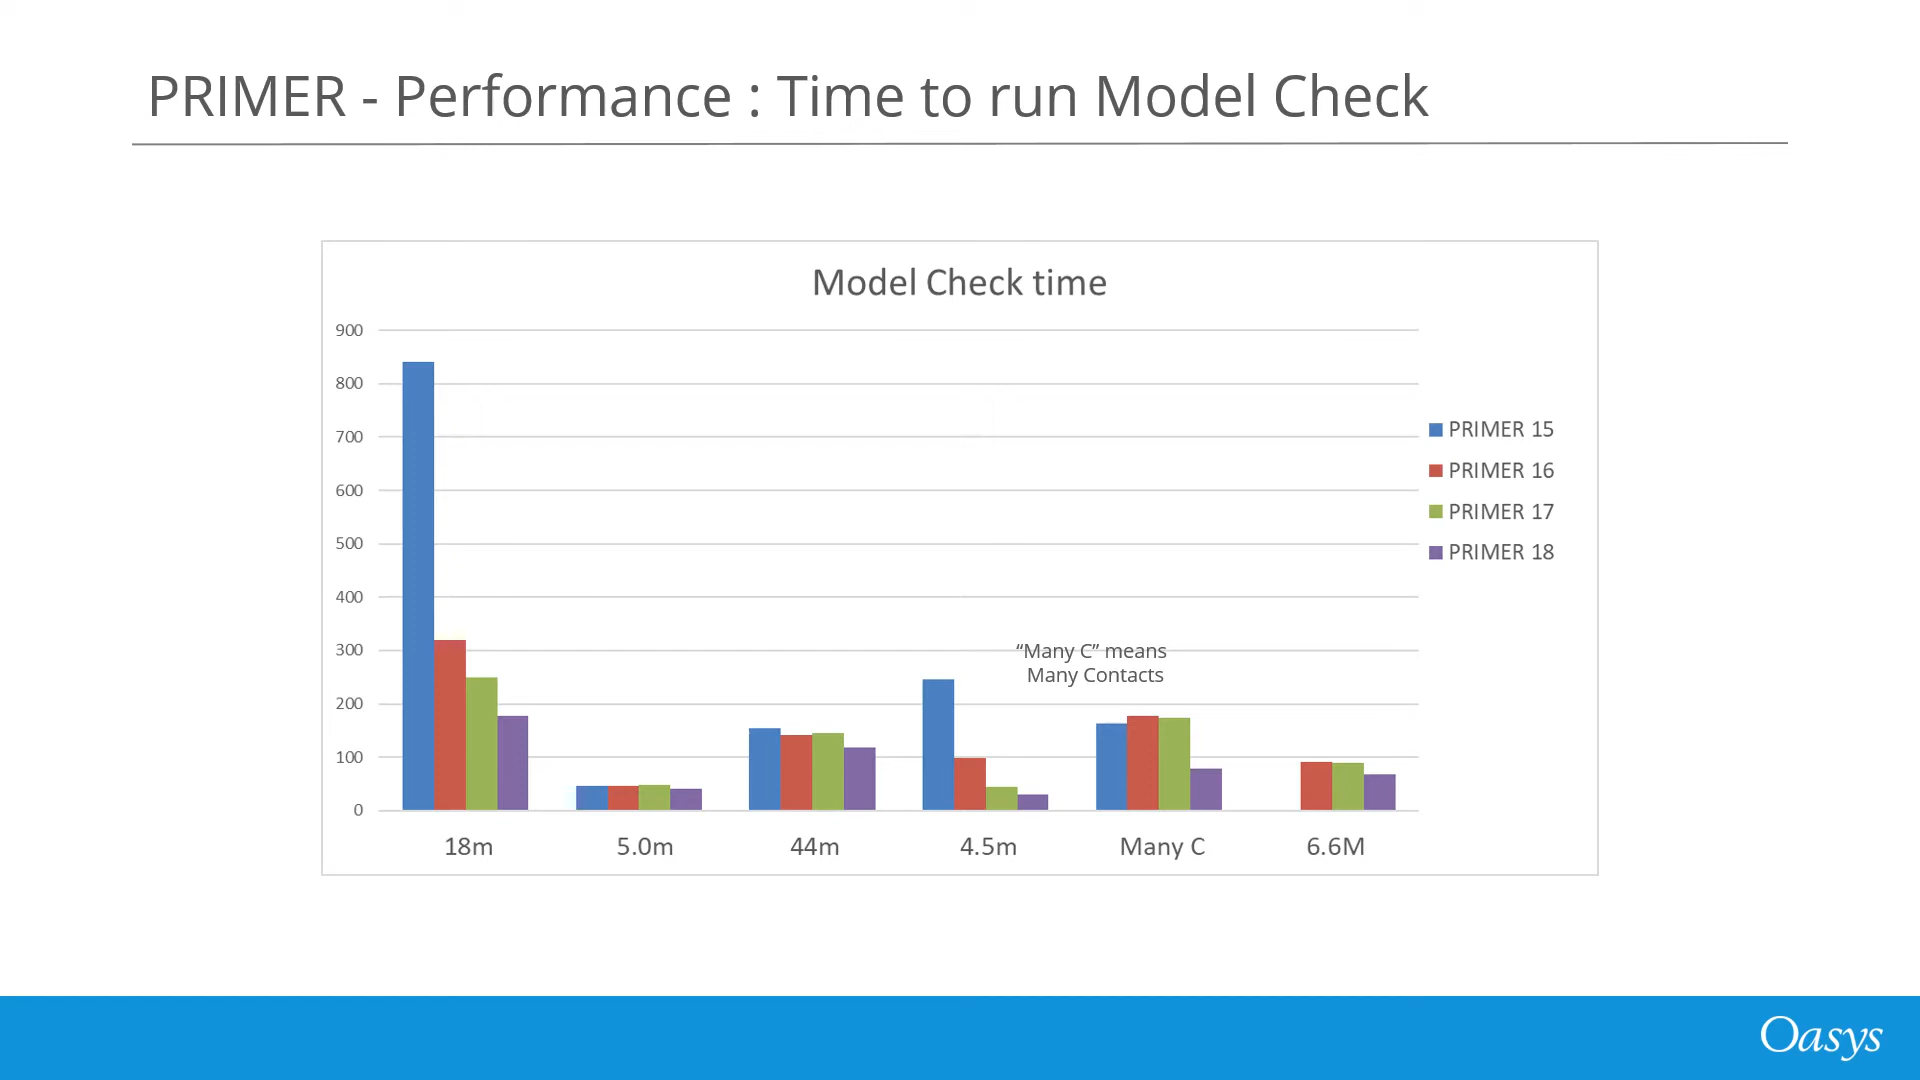 PRIMER - Performance : Time to run Model Check
Model Check time
900
800
700
600
500
400
300
200
100
0
“Many C” means
Many Contacts
PRIMER 15
PRIMER 16
PRIMER 17
PRIMER 18
18m 5.0m 44m 4.5m Many C 6.6M
Oasys